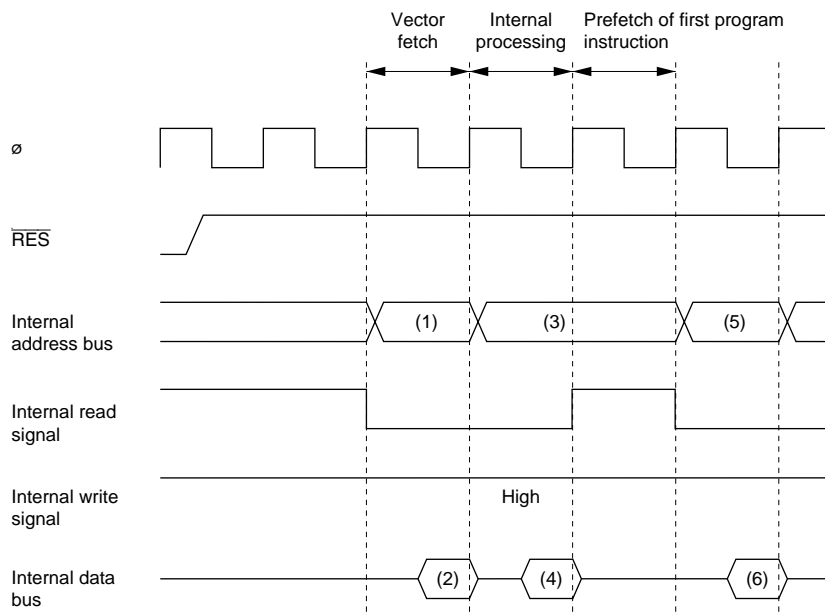 Vector
fetch
Internal
processing
Prefetch of first program
instruction
ø
RES
Internal
address bus
(1)
(3)
(5)
Internal read
signal
Internal write
signal
High
Internal data
bus
(2)
(4)
(6)